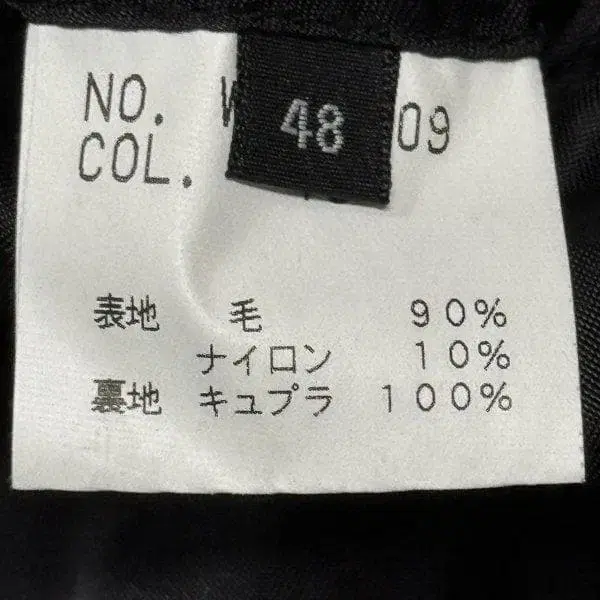 NO. W 09
48
COL.
表地 毛 90%
ナイロン 10%
裏地 キュプラ 100%